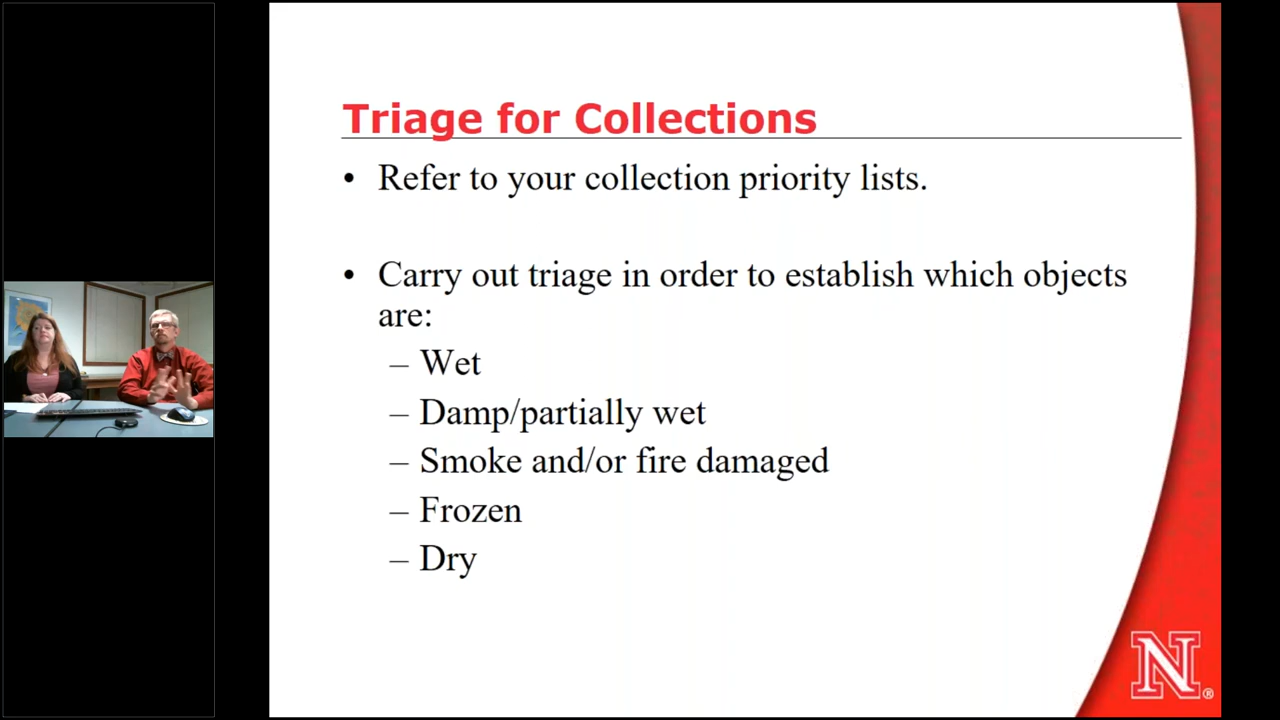 Triage for Collections
• Refer to your collection priority lists.
• Carry out triage in order to establish which objects
are:
– Wet
– Damp/partially wet
– Smoke and/or fire damaged
– Frozen
– Dry
N®